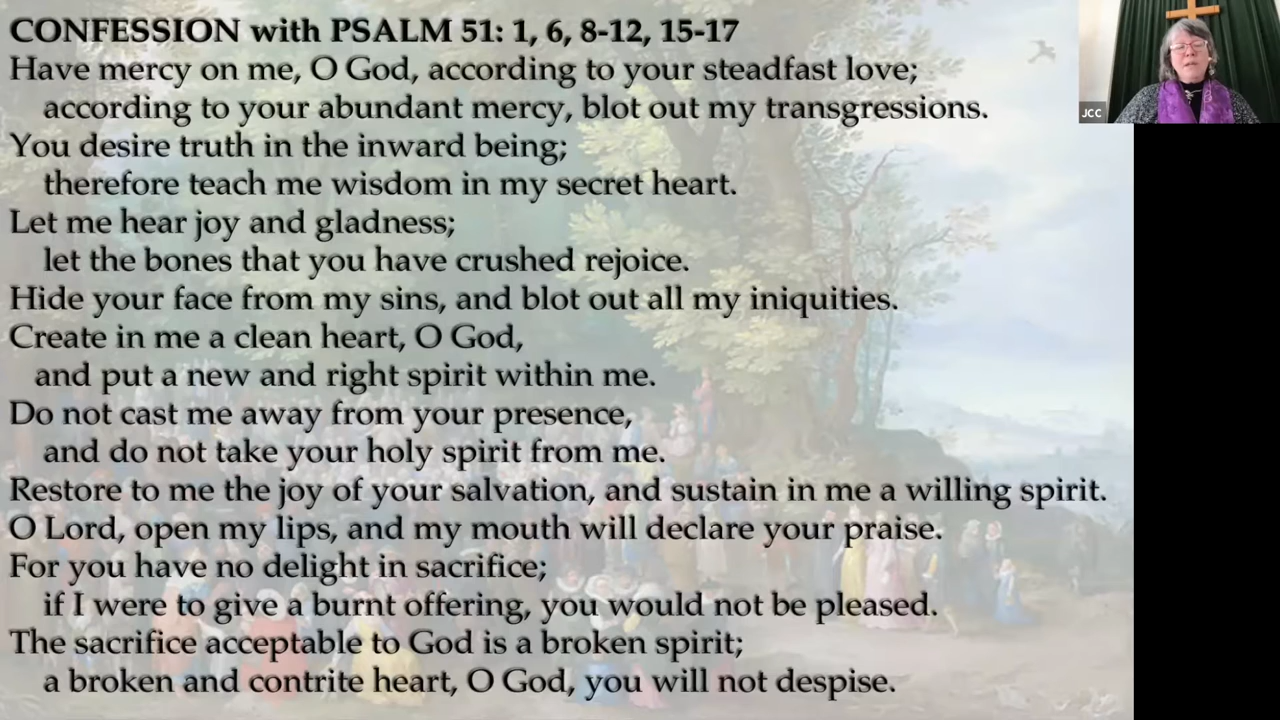 CONFESSION with PSALM 51: 1, 6, 8-12, 15-17
Have mercy on me, O God, according to your steadfast love;
according to your abundant mercy, blot out my transgressions.
You desire truth in the inward being;
therefore teach me wisdom in my secret heart.
Let me hear joy and gladness;
let the bones that you have crushed rejoice.
Hide your face from my sins, and blot out all my iniquities.
Create in me a clean heart, O God,
and put a new and right spirit within me.
Do not cast me away from your presence,
and do not take your holy spirit from me.
Restore to me the joy of your salvation, and sustain in me a willing spirit.
O Lord, open my lips, and my mouth will declare your praise.
For you have no delight in sacrifice;
if I were to give a burnt offering, you would not be pleased.
The sacrifice acceptable to God is a broken spirit;
a broken and contrite heart, O God, you will not despise.
JCC